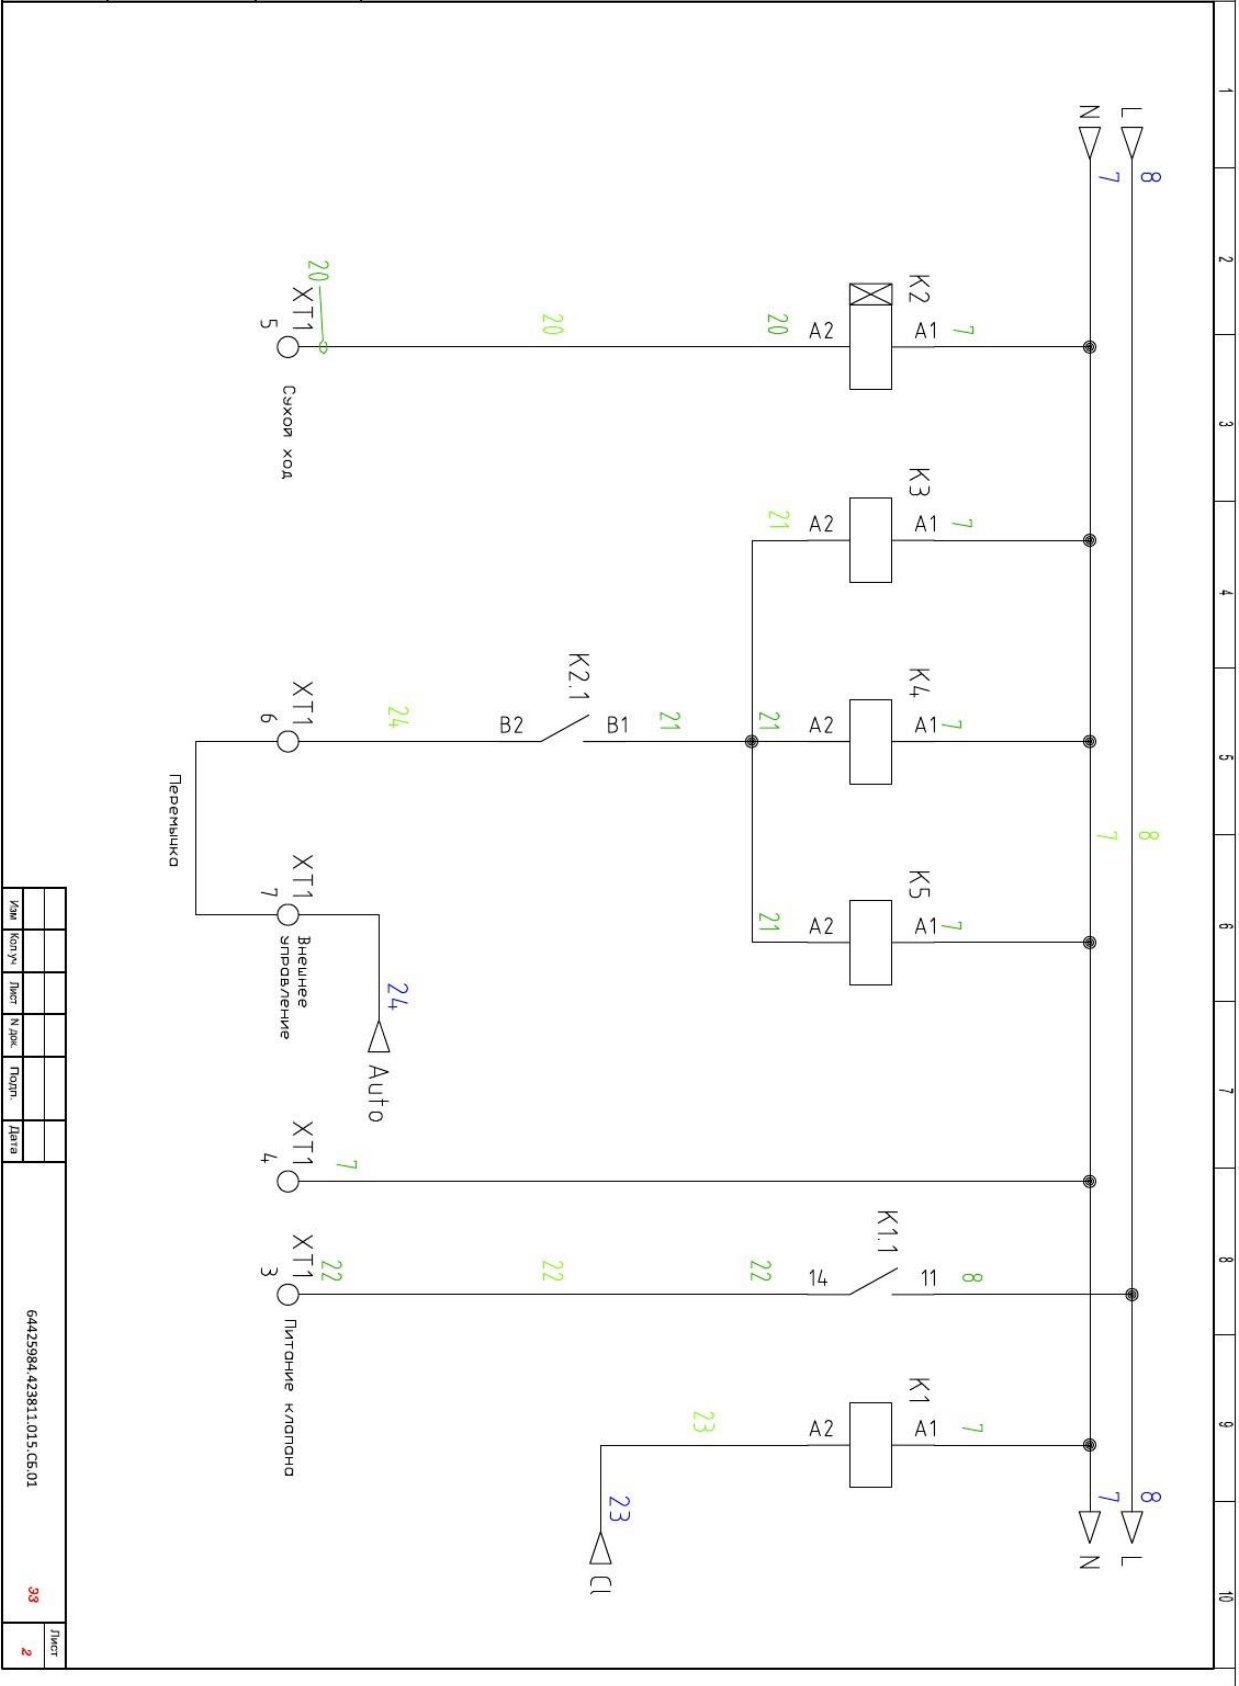 1 2 3 4 5 6 7 8 9 10
L 8 8 8 L
N 7 7 7 N
K2 K3 K4 K5 K1.1 K1
A1 7 A1 7 A1 7 A1 7 11 8 A1 7
A2 A2 A2 A2 14 A2
20 21 21 21 22 23
K2.1
B1 21
B2
20 24 22 23
24 Auto
Cl
20 7 22
XT1 XT1 XT1 XT1 XT1
5 6 7 4 3
Сухой ход
Внешнее
управление
Питание клапана
Перемычка
Изм Кол.уч Лист N док. Подп. Дата
64425984.423811.015.СБ.01
ЭЗ
Лист
2